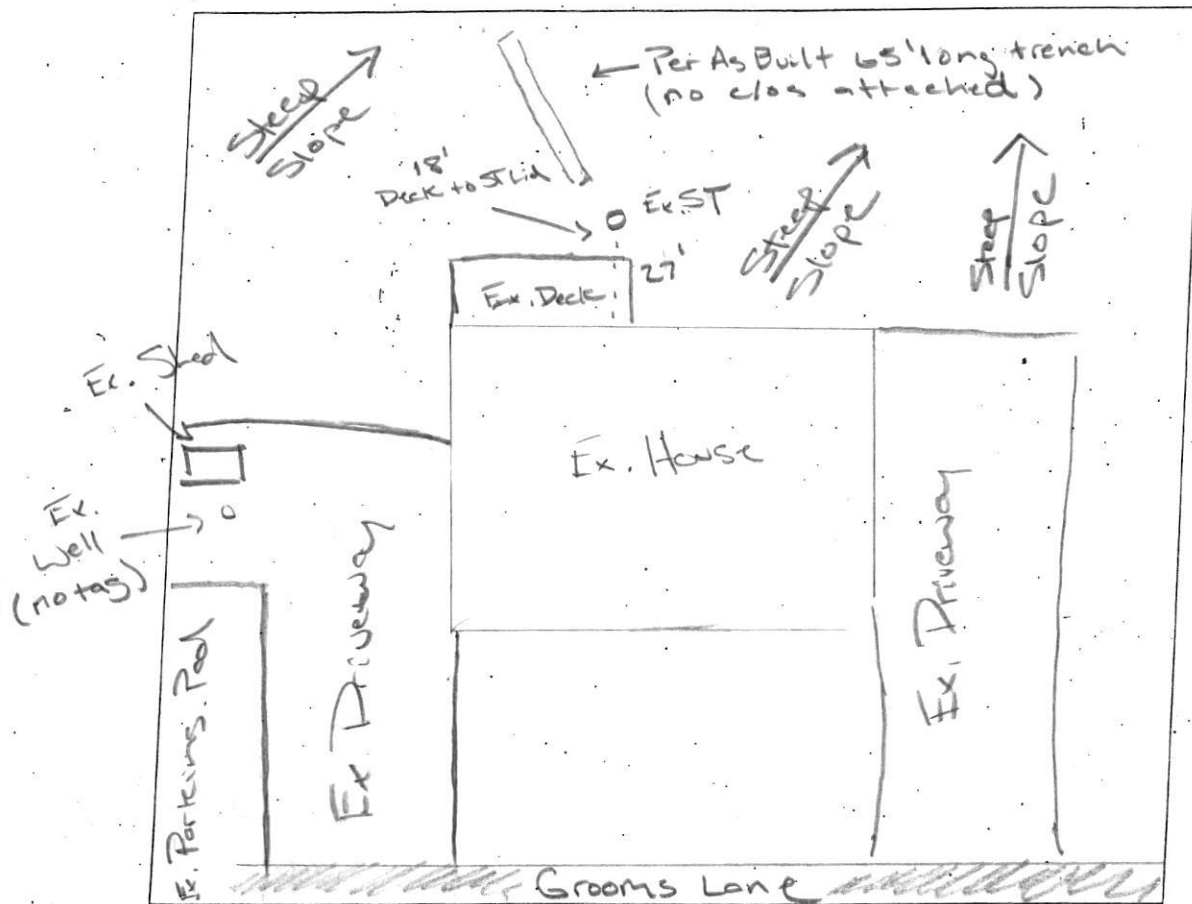 Steep
Slope
← Per As Built 65' long trench
(no c/os attached)
18'
Deck to ST Lid
Ex. ST
27'
Steep
Slope
Steep
Slope
Ex. Deck
Ex. Shed
Ex. House
Ex.
Well
(no tag)
Ex. Parking Pad
Ex Driveway
Ex. Driveway
Grooms Lane